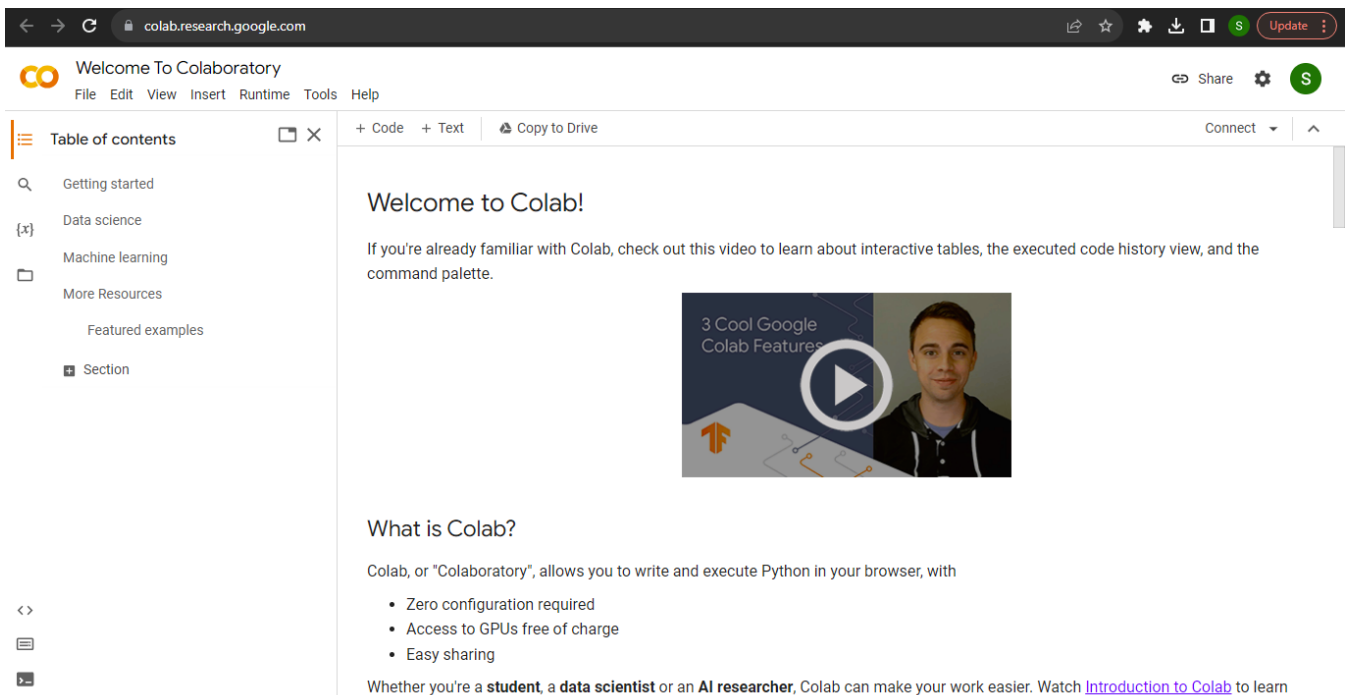 colab.research.google.com
S
Update
Welcome To Colaboratory
File Edit View Insert Runtime Tools Help
Share
S
Table of contents
+ Code + Text Copy to Drive
Connect
Getting started
{x}
Data science
Machine learning
More Resources
Featured examples
Section
Welcome to Colab!
If you're already familiar with Colab, check out this video to learn about interactive tables, the executed code history view, and the
command palette.
3 Cool Google
Colab Features
What is Colab?
Colab, or "Colaboratory", allows you to write and execute Python in your browser, with
• Zero configuration required
• Access to GPUs free of charge
• Easy sharing
Whether you're a student, a data scientist or an AI researcher, Colab can make your work easier. Watch Introduction to Colab to learn